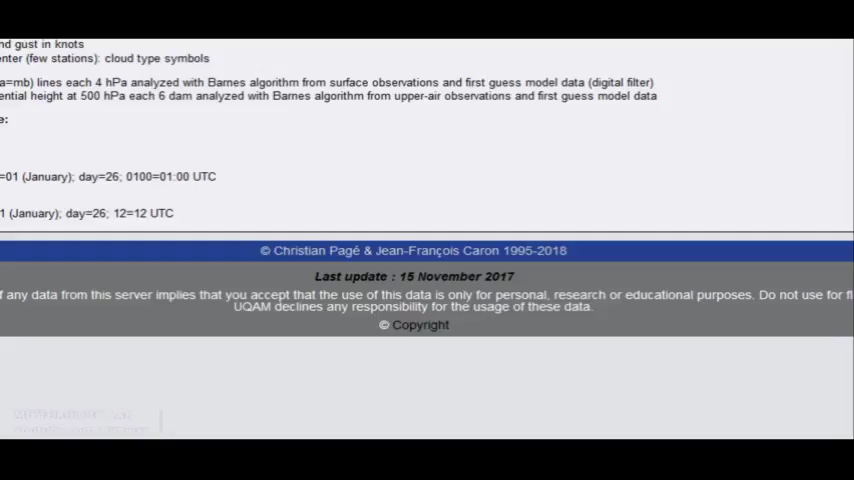 nd gust in knots
enter (few stations): cloud type symbols
a=mb) lines each 4 hPa analyzed with Barnes algorithm from surface observations and first guess model data (digital filter)
ential height at 500 hPa each 6 dam analyzed with Barnes algorithm from upper-air observations and first guess model data
e:
=01 (January); day=26; 0100=01:00 UTC
1 (January); day=26; 12=12 UTC
© Christian Pagé & Jean-François Caron 1995-2018
Last update : 15 November 2017
f any data from this server implies that you accept that the use of this data is only for personal, research or educational purposes. Do not use for fl
UQAM declines any responsibility for the usage of these data.
© Copyright